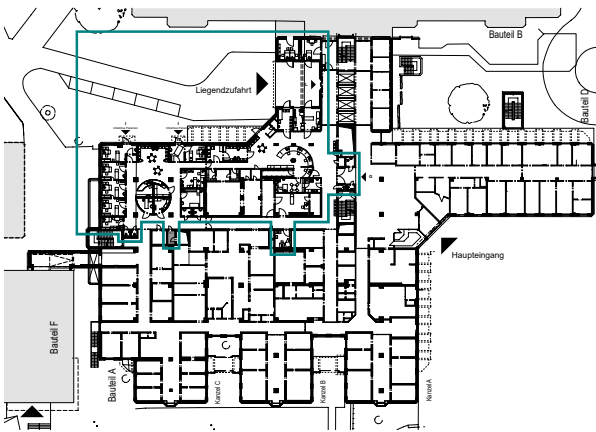 Bauteil B
Liegendzufahrt
Bauteil D
Haupteingang
Bauteil F
Bauteil A
Kanzel C
Kanzel B
Kanzel A